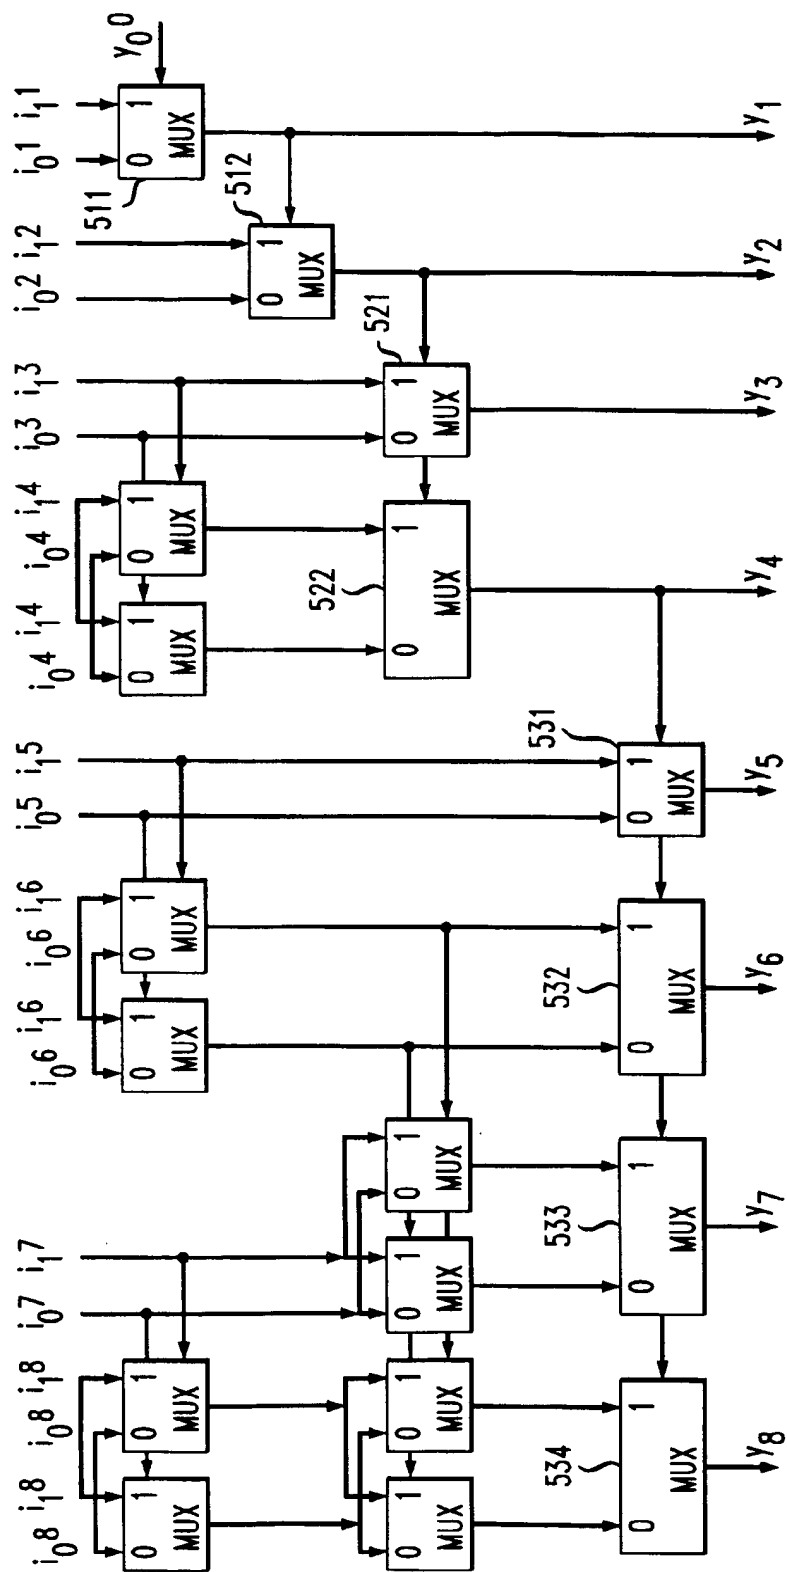 i₀⁸ i₁⁸ i₀⁸ i₁⁸ i₀⁷ i₁⁷ i₀⁶ i₁⁶ i₀⁶ i₁⁶ i₀⁵ i₁⁵ i₀⁴ i₁⁴ i₀⁴ i₁⁴ i₀³ i₁³ i₀² i₁² i₀¹ i₁¹
y₀⁰
0 1 0 1 0 1 0 1 0 1 0 1 0 1
MUX MUX MUX MUX MUX MUX MUX
511
512
0 1
MUX
522 521
0 1 0 1 0 1 0 1 0 1 0 1
MUX MUX MUX MUX MUX MUX
534 533 532 531
0 1 0 1 0 1 0 1
MUX MUX MUX MUX
y₈ y₇ y₆ y₅ y₄ y₃ y₂ y₁